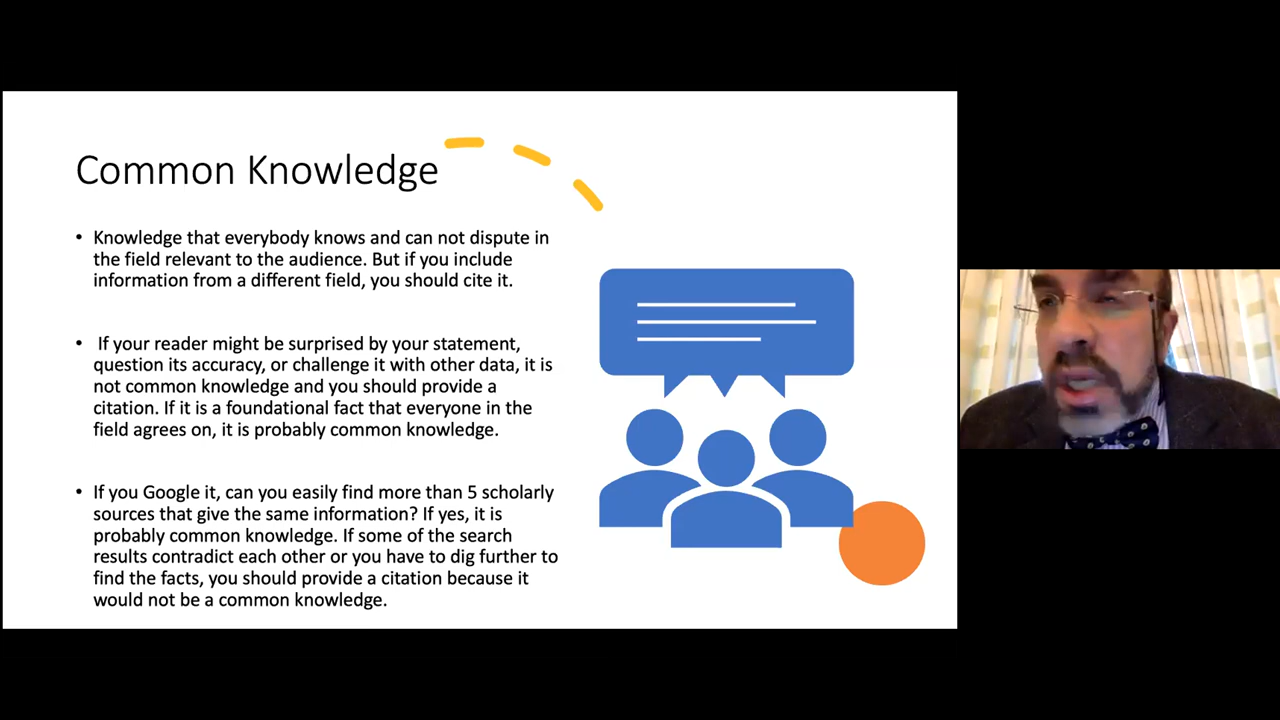 Common Knowledge
• Knowledge that everybody knows and can not dispute in
the field relevant to the audience. But if you include
information from a different field, you should cite it.
• If your reader might be surprised by your statement,
question its accuracy, or challenge it with other data, it is
not common knowledge and you should provide a
citation. If it is a foundational fact that everyone in the
field agrees on, it is probably common knowledge.
• If you Google it, can you easily find more than 5 scholarly
sources that give the same information? If yes, it is
probably common knowledge. If some of the search
results contradict each other or you have to dig further to
find the facts, you should provide a citation because it
would not be a common knowledge.